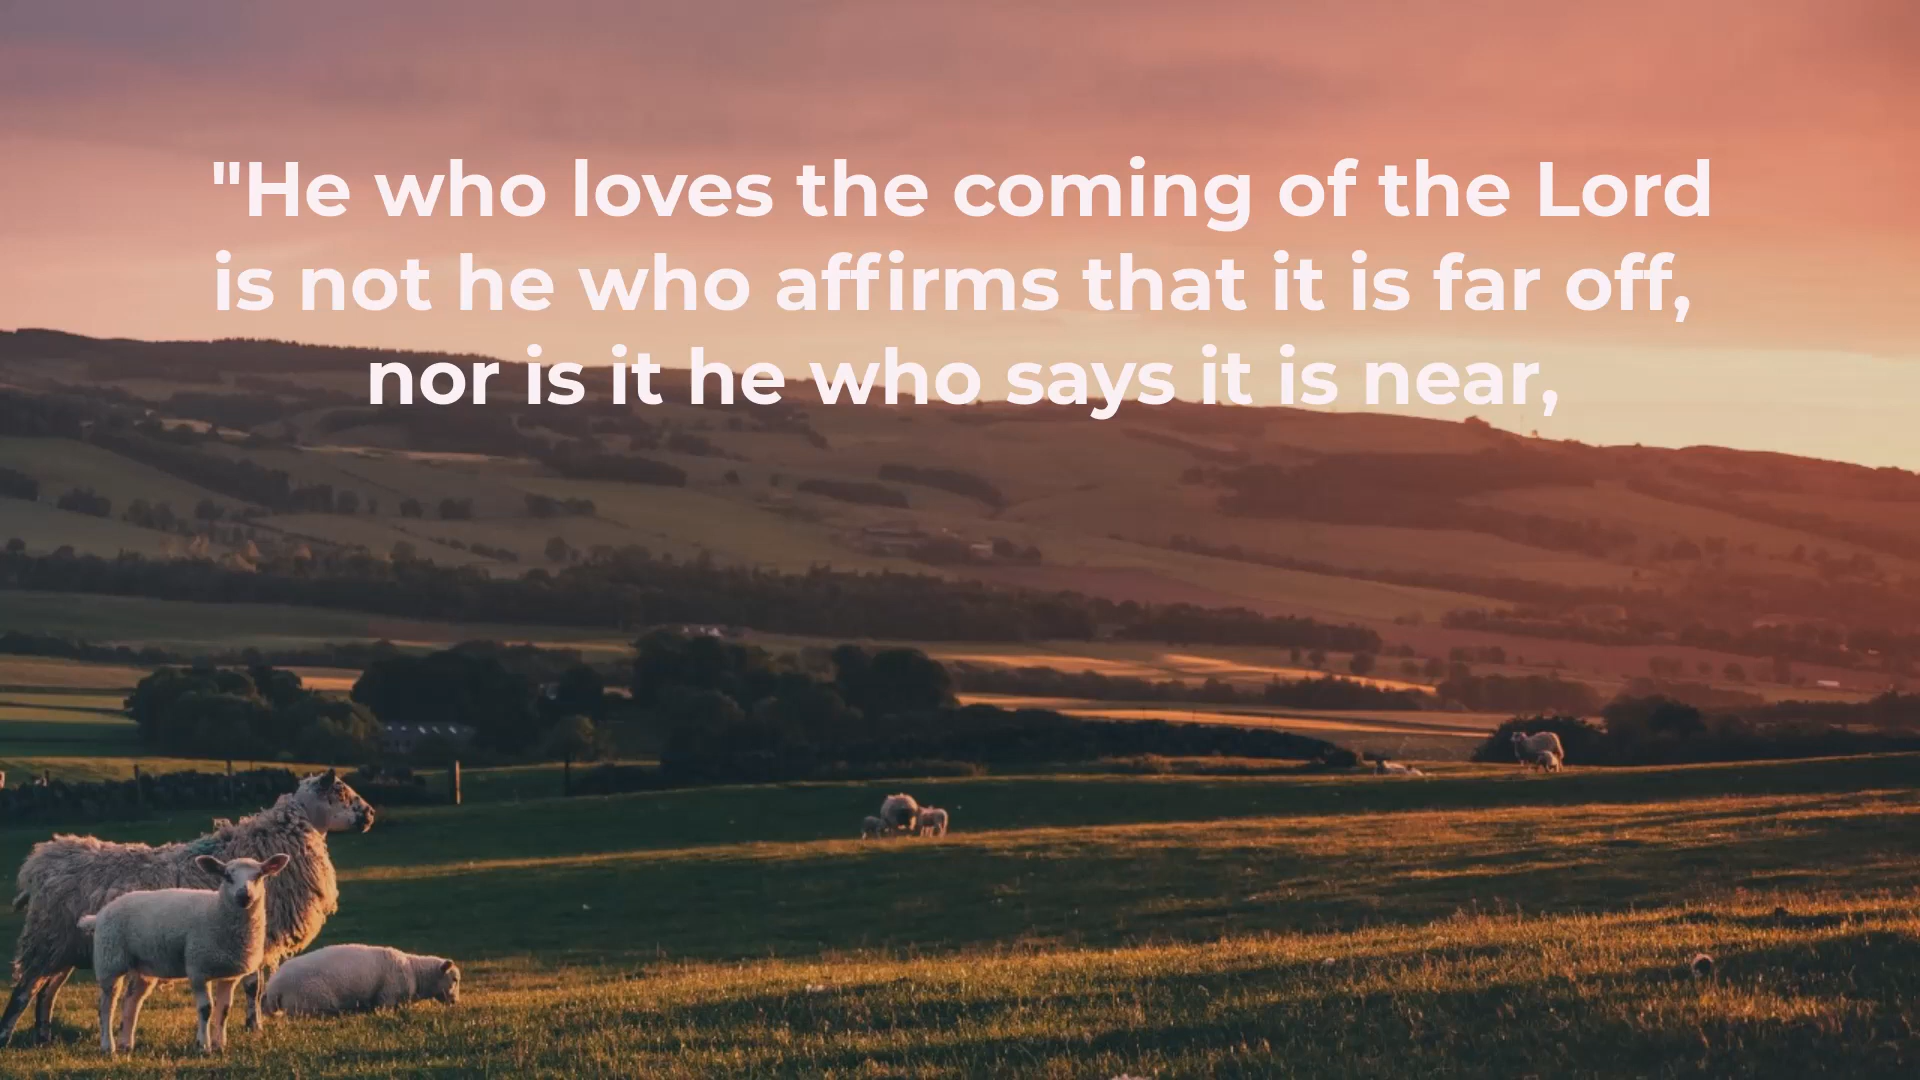 "He who loves the coming of the Lord
is not he who affirms that it is far off,
nor is it he who says it is near,